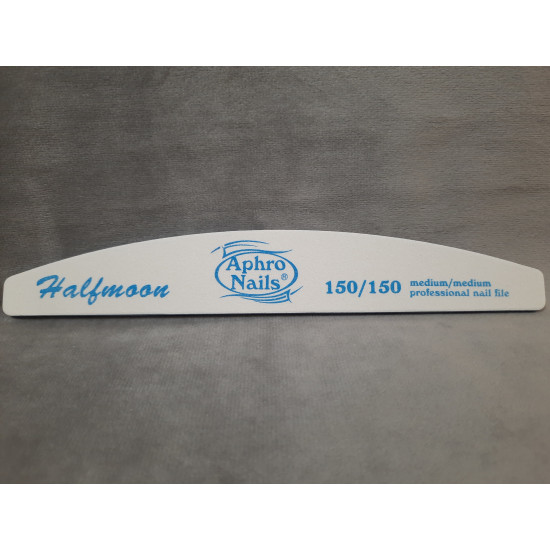 Halfmoon
Aphro
Nails®
150/150
medium/medium
professional nail file